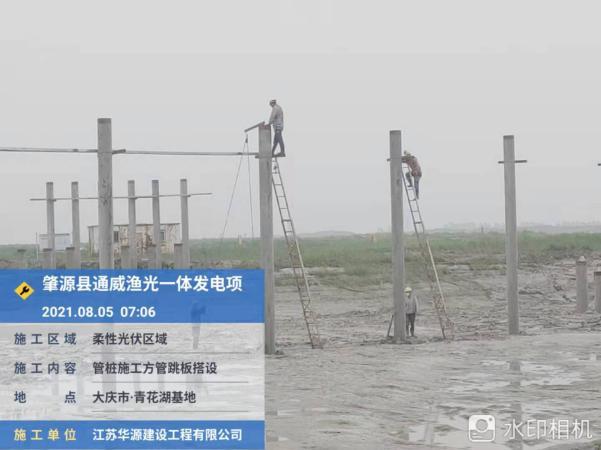 肇源县通威渔光一体发电项
2021.08.05 07:06
施工区域 柔性光伏区域
施工内容 管桩施工方管跳板搭设
地点 大庆市·青花湖基地
施工单位 江苏华源建设工程有限公司
水印相机